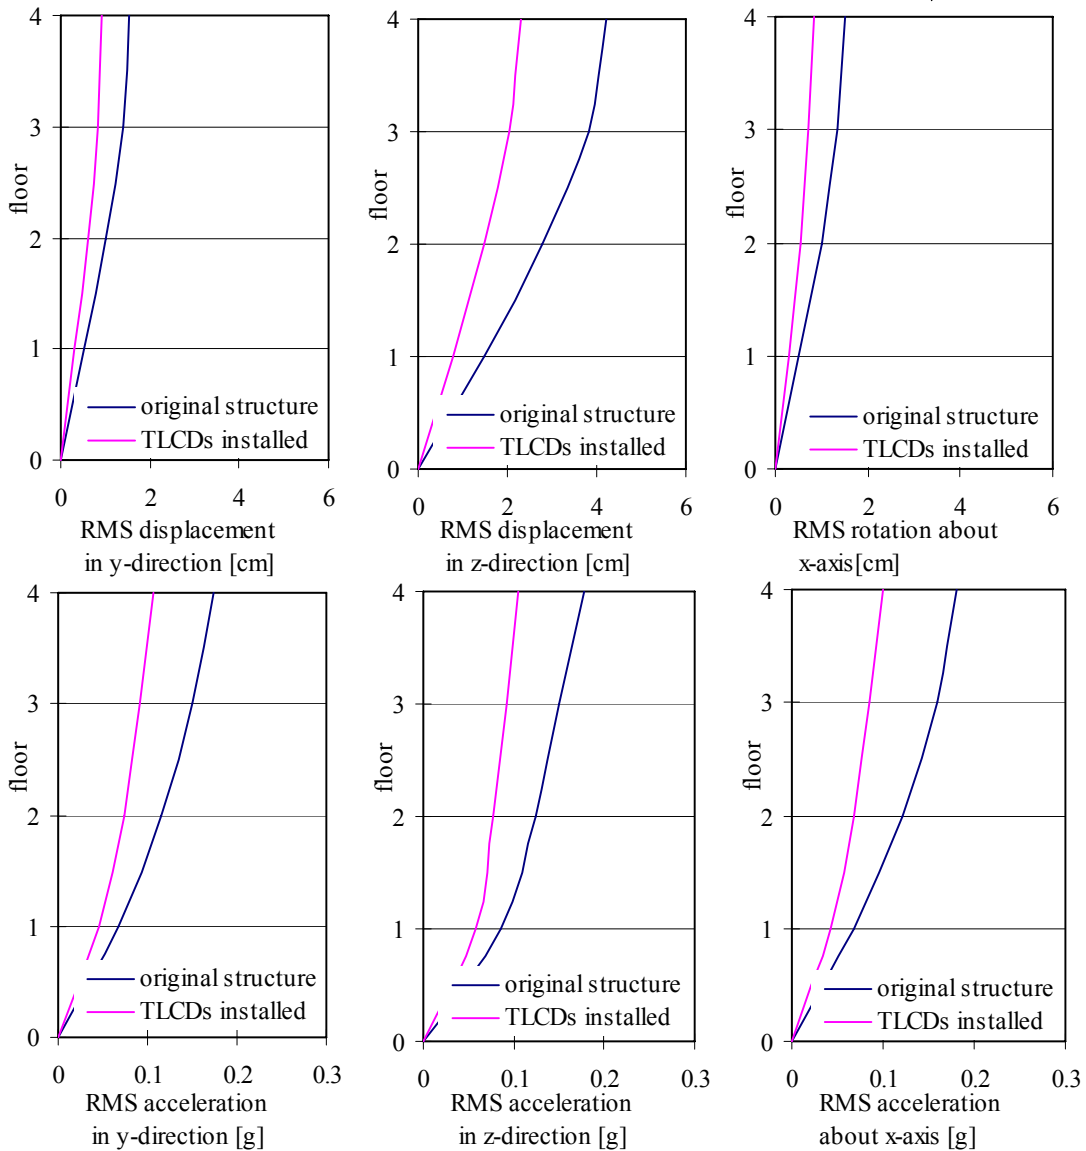 4
3
2
1
0
floor
original structure
TLCDs installed
0 2 4 6
RMS displacement
in y-direction [cm]
4
3
2
1
0
floor
original structure
TLCDs installed
0 2 4 6
RMS displacement
in z-direction [cm]
4
3
2
1
0
floor
original structure
TLCDs installed
0 2 4 6
RMS rotation about
x-axis[cm]
4
3
2
1
0
floor
original structure
TLCDs installed
0 0.1 0.2 0.3
RMS acceleration
in y-direction [g]
4
3
2
1
0
floor
original structure
TLCDs installed
0 0.1 0.2 0.3
RMS acceleration
in z-direction [g]
4
3
2
1
0
floor
original structure
TLCDs installed
0 0.1 0.2 0.3
RMS acceleration
about x-axis [g]